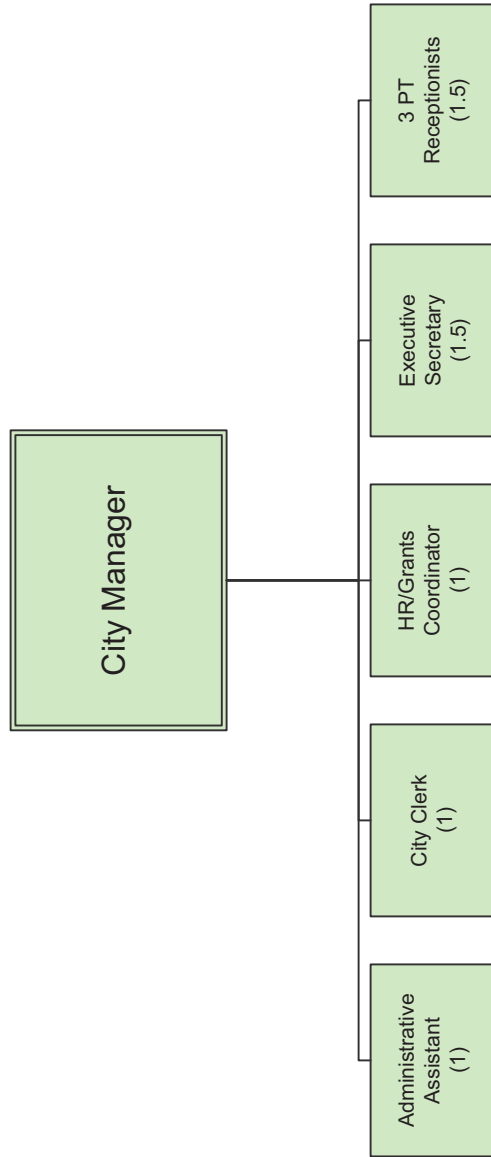 City Manager
Administrative
Assistant
(1)
City Clerk
(1)
HR/Grants
Coordinator
(1)
Executive
Secretary
(1.5)
3 PT
Receptionists
(1.5)